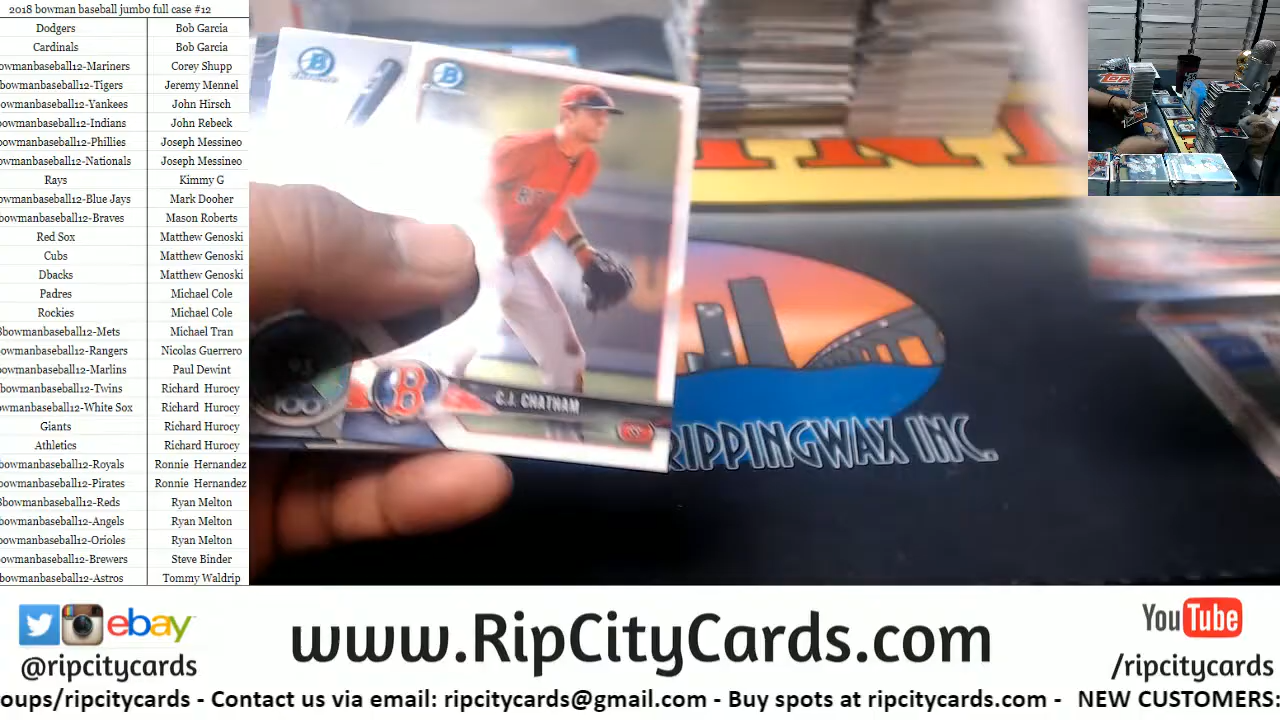 2018 bowman baseball jumbo full case #12
Dodgers Bob Garcia
Cardinals Bob Garcia
owmanbaseball12-Mariners Corey Shupp
owmanbaseball12-Tigers Jeremy Mennel
owmanbaseball12-Yankees John Hirsch
owmanbaseball12-Indians John Rebeck
owmanbaseball12-Phillies Joseph Messineo
owmanbaseball12-Nationals Joseph Messineo
Rays Kimmy G
owmanbaseball12-Blue Jays Mark Dooher
owmanbaseball12-Braves Mason Roberts
Red Sox Matthew Genoski
Cubs Matthew Genoski
Dbacks Matthew Genoski
Padres Michael Cole
Rockies Michael Cole
8bowmanbaseball12-Mets Michael Tran
owmanbaseball12-Rangers Nicolas Guerrero
owmanbaseball12-Marlins Paul Dewint
owmanbaseball12-Twins Richard Hurocy
owmanbaseball12-White Sox Richard Hurocy
Giants Richard Hurocy
Athletics Richard Hurocy
owmanbaseball12-Royals Ronnie Hernandez
owmanbaseball12-Pirates Ronnie Hernandez
8bowmanbaseball12-Reds Ryan Melton
owmanbaseball12-Angels Ryan Melton
owmanbaseball12-Orioles Ryan Melton
owmanbaseball12-Brewers Steve Binder
owmanbaseball12-Astros Tommy Waldrip
B
B
100
B
C.J. CHATHAM
RIPPINGWAX INC.
ebay
@ripcitycards
www.RipCityCards.com
YouTube
/ripcitycards
oups/ripcitycards - Contact us via email: ripcitycards@gmail.com - Buy spots at ripcitycards.com - NEW CUSTOMERS: